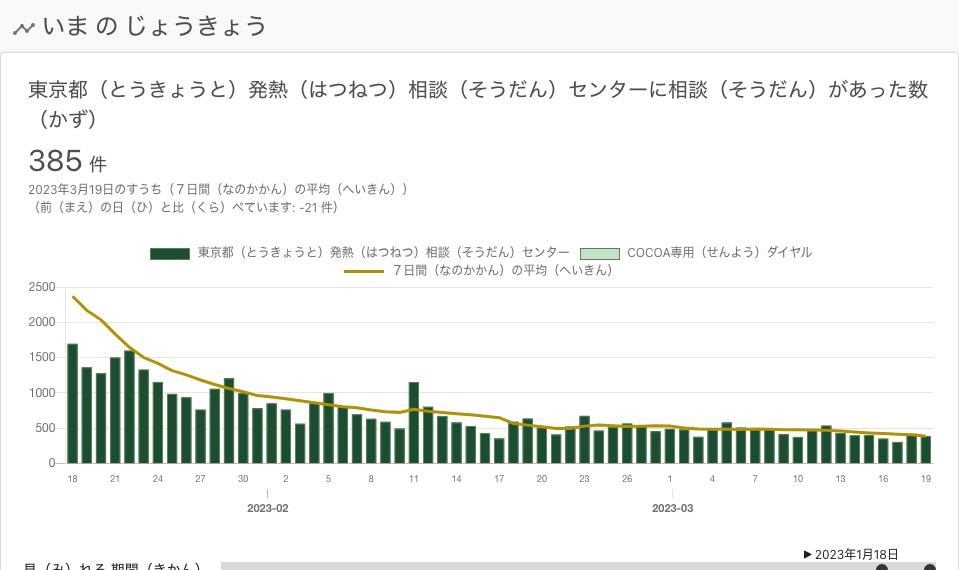 いま の じょうきょう
東京都（とうきょうと）発熱（はつねつ）相談（そうだん）センターに相談（そうだん）があった数
（かず）
385 件
2023年3月19日のすうち（７日間（なのかかん）の平均（へいきん））
（前（まえ）の日（ひ）と比（くら）べています: -21 件）
東京都（とうきょうと）発熱（はつねつ）相談（そうだん）センター COCOA専用（せんよう）ダイヤル
７日間（なのかかん）の平均（へいきん）
2500
2000
1500
1000
500
0
18 21 24 27 30 2 5 8 11 14 17 20 23 26 1 4 7 10 13 16 19
2023-02 2023-03
▶ 2023年1月18日
見（み）れる 期間（きかん）